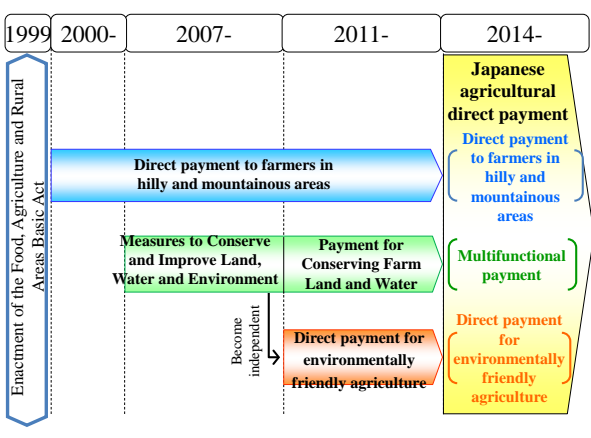 1999
2000-
2007-
2011-
2014-
Enactment of the Food, Agriculture and Rural
Areas Basic Act
Japanese
agricultural
direct payment
Direct payment to farmers in
hilly and mountainous areas
Direct payment
to farmers in
hilly and
mountainous
areas
Measures to Conserve
and Improve Land,
Water and Environment
Payment for
Conserving Farm
Land and Water
Multifunctional
payment
Become
independent
Direct payment for
environmentally
friendly agriculture
Direct payment
for
environmentally
friendly
agriculture